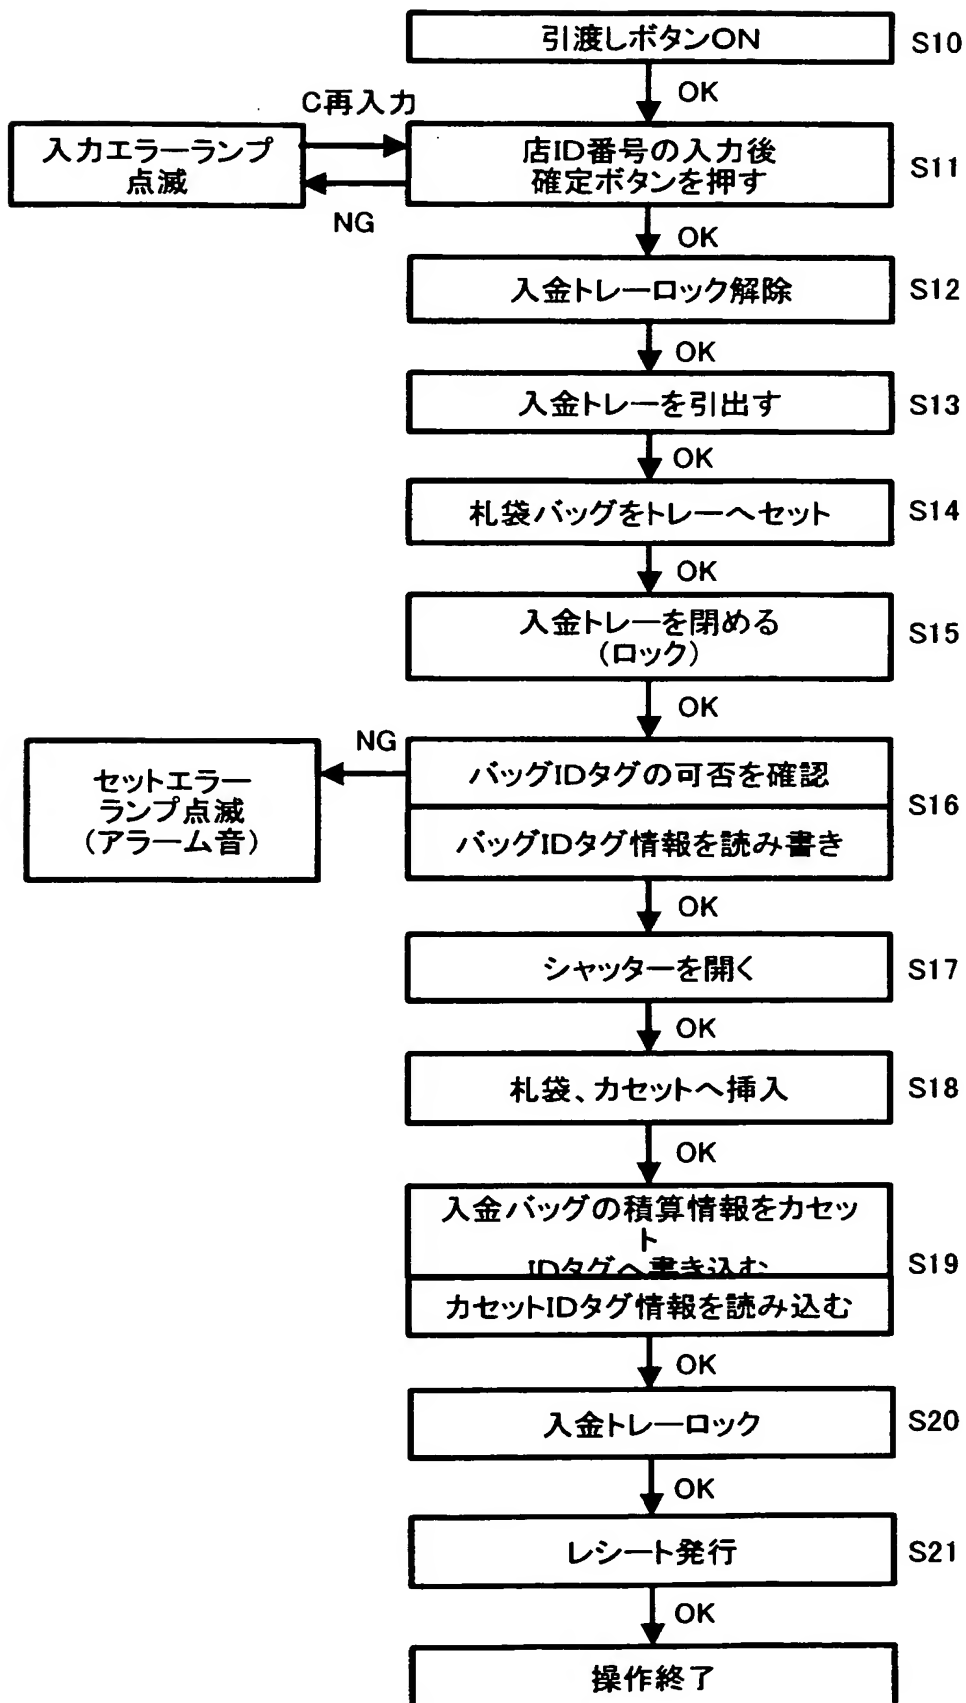 引渡しボタンON
S10
OK
C再入力
入力エラーランプ
点滅
店ID番号の入力後
確定ボタンを押す
S11
NG
OK
入金トレーロック解除
S12
OK
入金トレーを引出す
S13
OK
札袋バッグをトレーへセット
S14
OK
入金トレーを閉める
(ロック)
S15
OK
NG
セットエラー
ランプ点滅
(アラーム音)
バッグIDタグの可否を確認
S16
バッグIDタグ情報を読み書き
OK
シャッターを開く
S17
OK
札袋、カセットへ挿入
S18
OK
入金バッグの積算情報をカセッ
ト
IDタグへ書き込む
S19
カセットIDタグ情報を読み込む
OK
入金トレーロック
S20
OK
レシート発行
S21
OK
操作終了